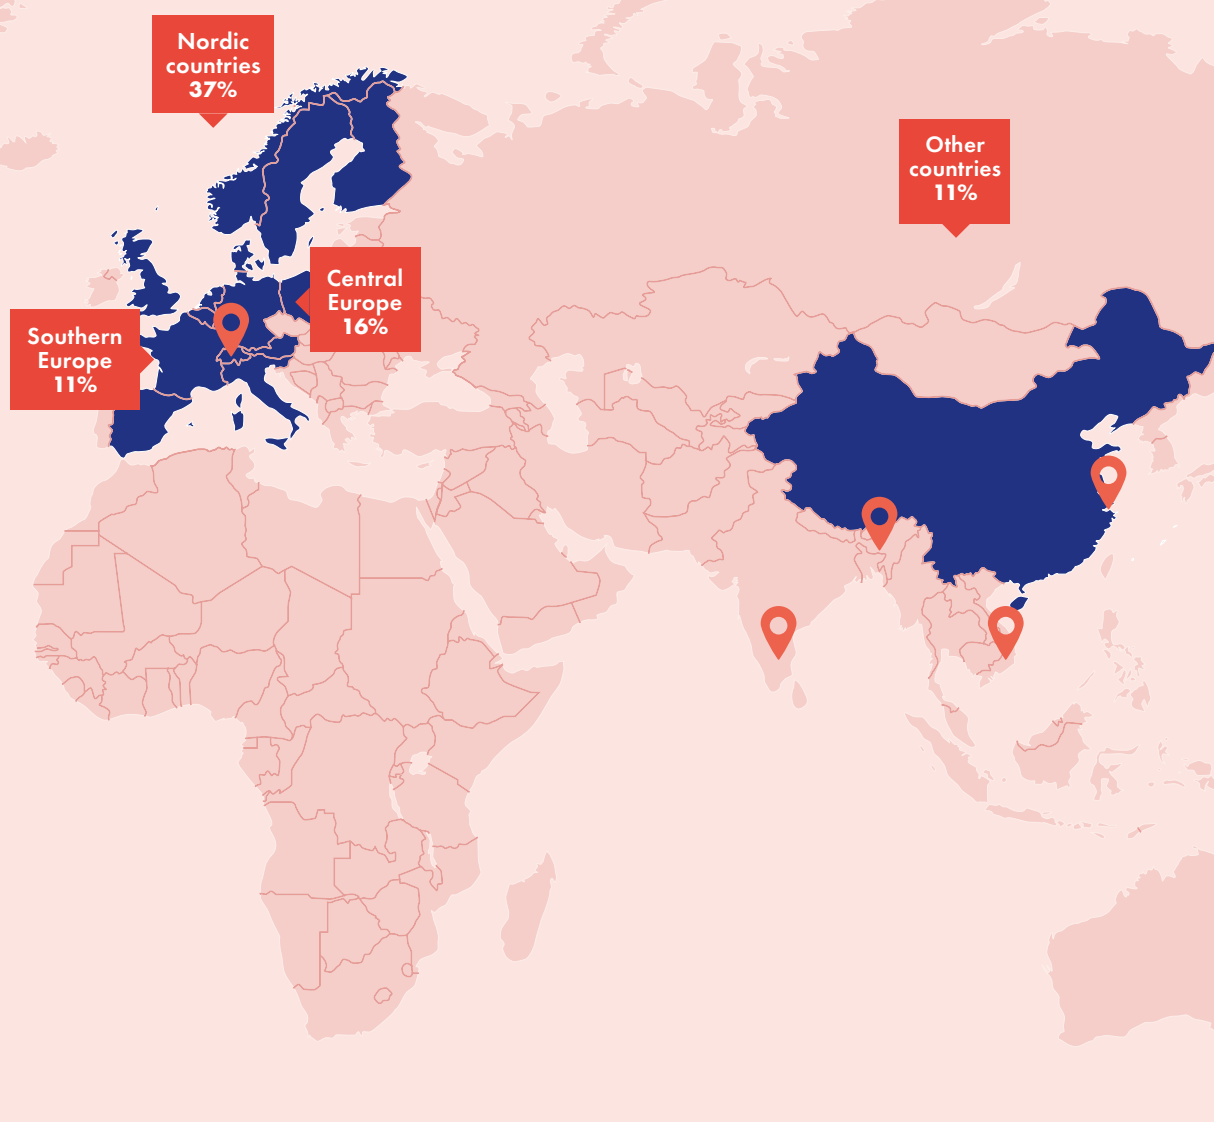 Nordic
countries
37%
Other
countries
11%
Central
Europe
16%
Southern
Europe
11%